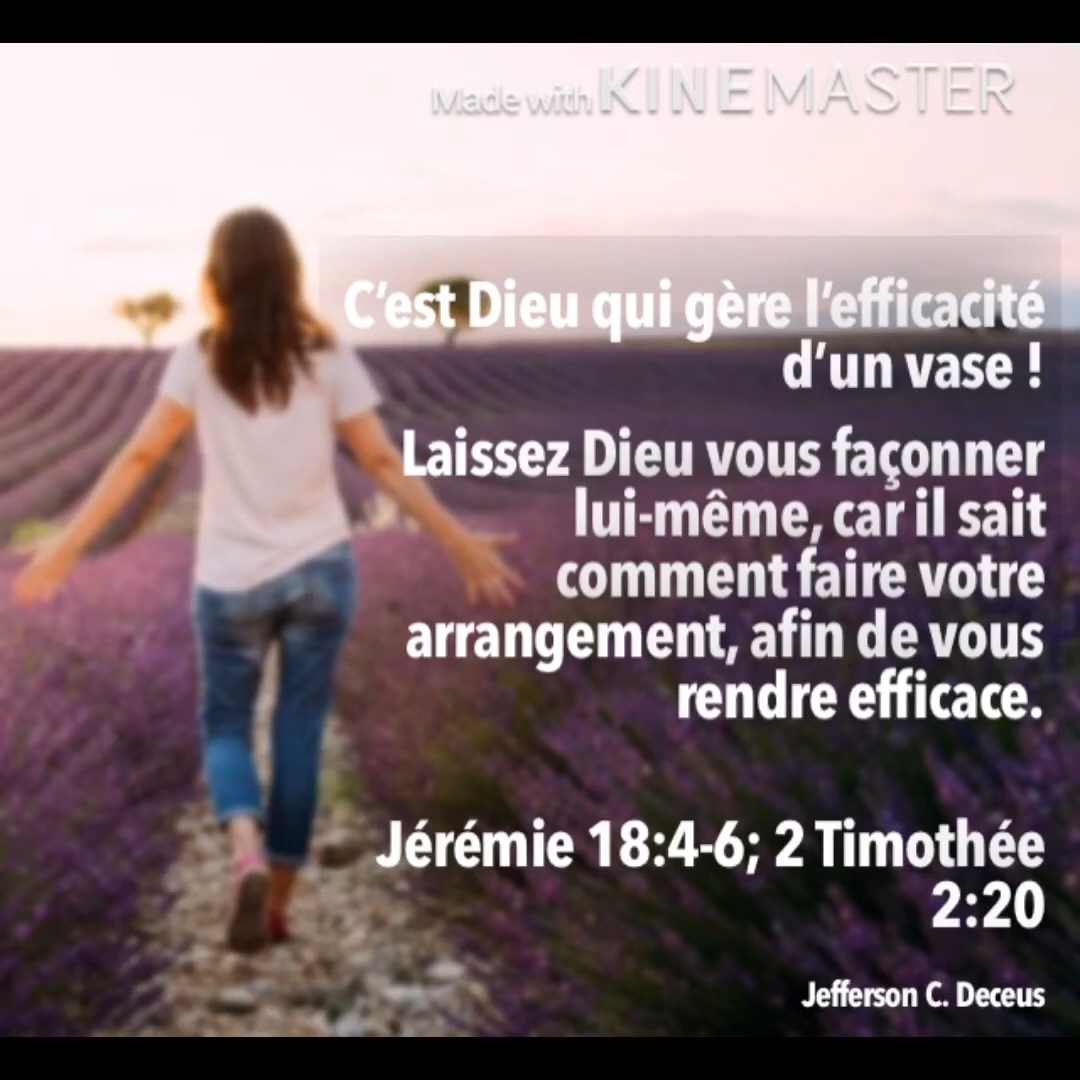 Made with KINEMASTER
C’est Dieu qui gère l’efficacité
d’un vase !
Laissez Dieu vous façonner
lui-même, car il sait
comment faire votre
arrangement, afin de vous
rendre efficace.
Jérémie 18:4-6; 2 Timothée
2:20
Jefferson C. Deceus